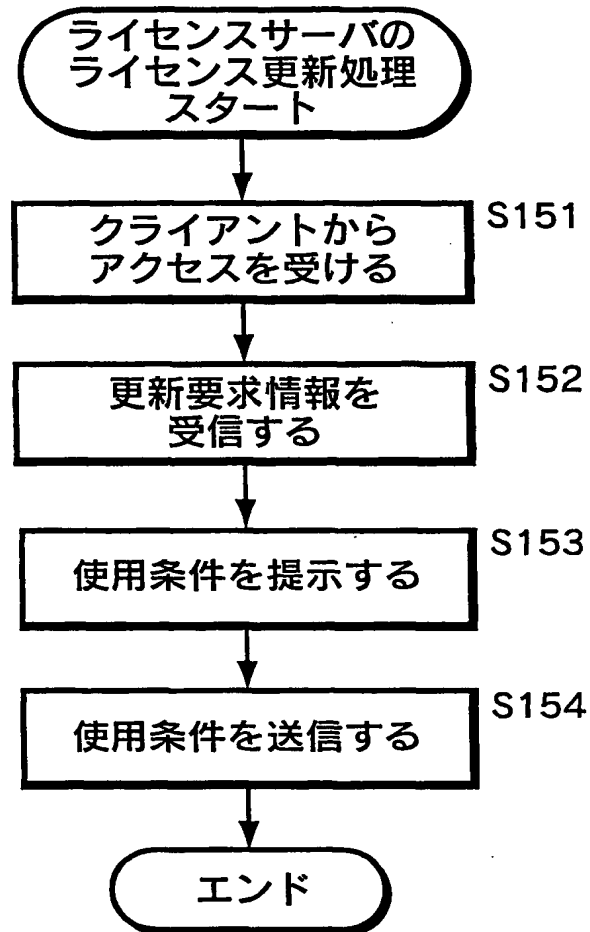 ライセンスサーバの
ライセンス更新処理
スタート
クライアントから
アクセスを受ける
S151
更新要求情報を
受信する
S152
使用条件を提示する
S153
使用条件を送信する
S154
エンド